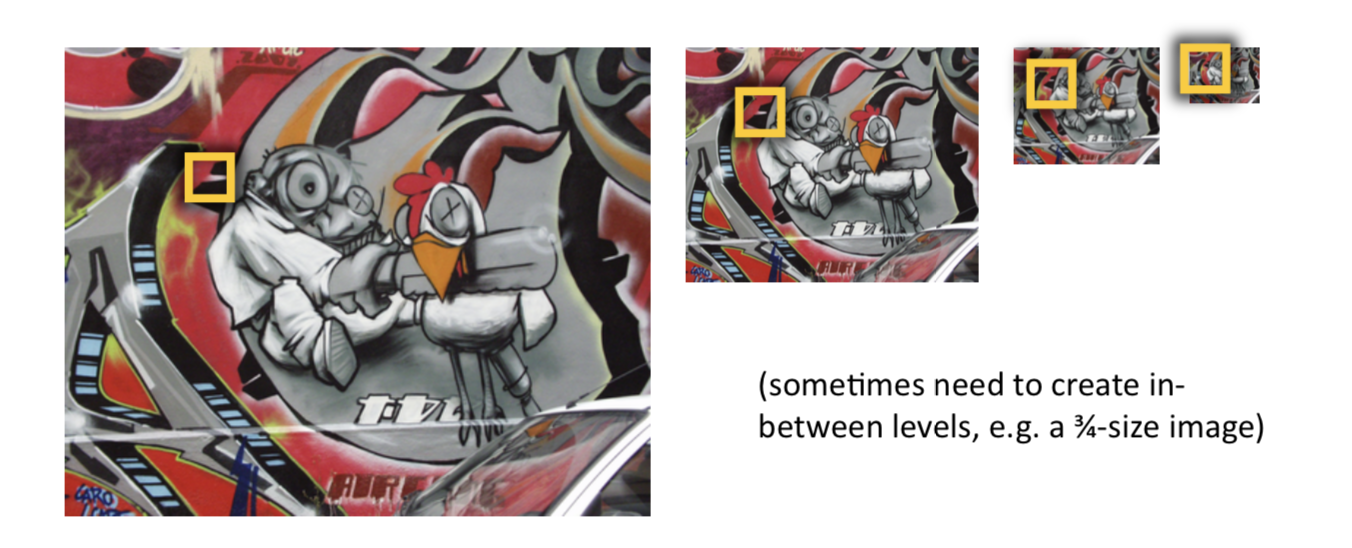 (sometimes need to create in-
between levels, e.g. a ¾-size image)